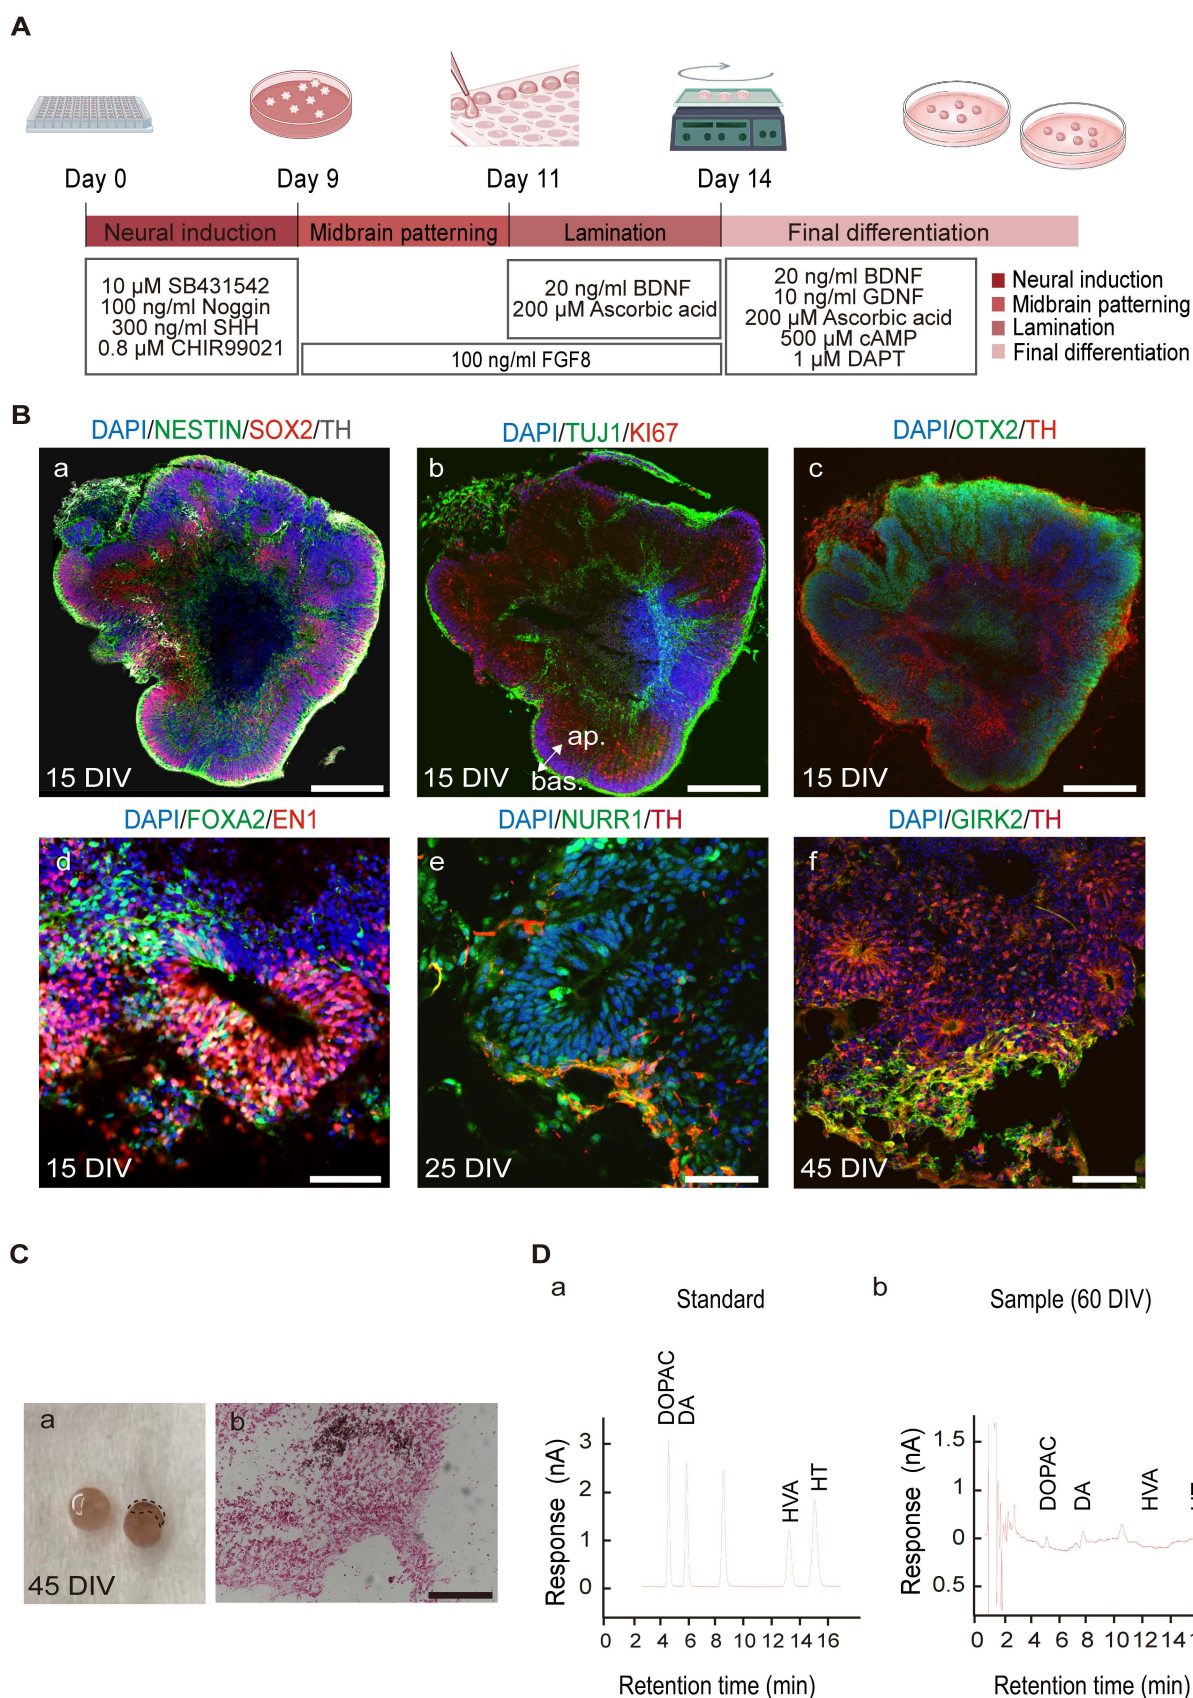 A
Day 0
Day 9
Day 11
Day 14
Neural induction
Midbrain patterning
Lamination
Final differentiation
10 µM SB431542
100 ng/ml Noggin
300 ng/ml SHH
0.8 µM CHIR99021
20 ng/ml BDNF
200 µM Ascorbic acid
100 ng/ml FGF8
20 ng/ml BDNF
10 ng/ml GDNF
200 µM Ascorbic acid
500 µM cAMP
1 µM DAPT
Neural induction
Midbrain patterning
Lamination
Final differentiation
B
DAPI/NESTIN/SOX2/TH
a
15 DIV
DAPI/TUJ1/KI67
b
ap.
bas.
15 DIV
DAPI/OTX2/TH
c
15 DIV
DAPI/FOXA2/EN1
d
15 DIV
DAPI/NURR1/TH
e
25 DIV
DAPI/GIRK2/TH
f
45 DIV
C
a
45 DIV
b
D
a
Standard
DOPAC
DA
HVA
HT
Response (nA)
3
2
1
0
0 2 4 6 8 10 12 14 16
Retention time (min)
b
Sample (60 DIV)
DOPAC
DA
HVA
Response (nA)
1.5
1
0
0.5
0 2 4 6 8 10 12 14
Retention time (min)